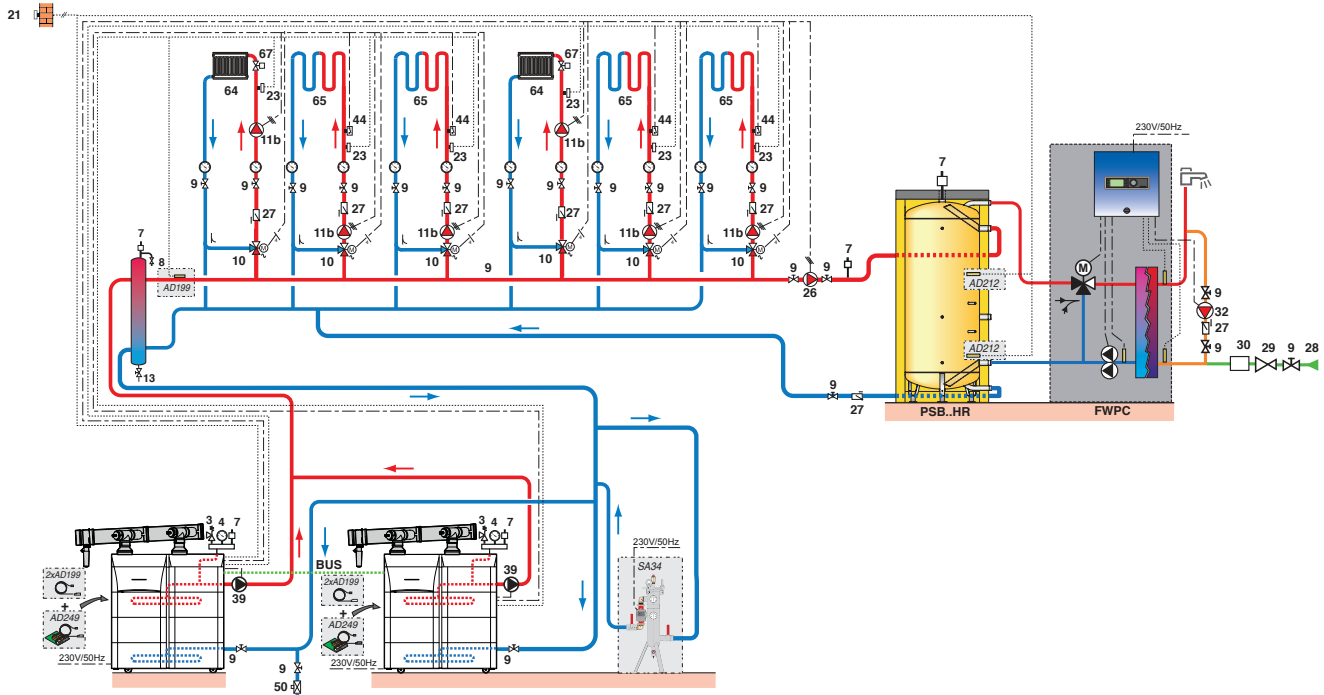 21
67
67
64
23
65
65
64
23
65
65
44
44
44
44
11b
11b
23
23
23
23
230V/50Hz
7
9 9 9 9 9 9 9 9 9 9 9 9
27 27 27 27 27 27
11b 11b 11b 11b
M M M M M M
10 10 10 10 10 10
7
8
AD199
9
9 9
26
7
AD212
AD212
M
9
32
27
9
30 29 9 28
13
9
27
PSB..HR
FWPC
3 4 7
3 4 7
230V/50Hz
SA34
BUS
2xAD199
+
AD249
39
2xAD199
+
AD249
39
230V/50Hz
9
230V/50Hz
9
9
50